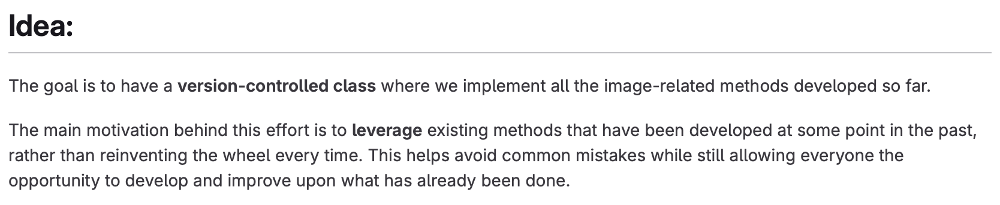 Idea:
The goal is to have a version-controlled class where we implement all the image-related methods developed so far.
The main motivation behind this effort is to leverage existing methods that have been developed at some point in the past,
rather than reinventing the wheel every time. This helps avoid common mistakes while still allowing everyone the
opportunity to develop and improve upon what has already been done.